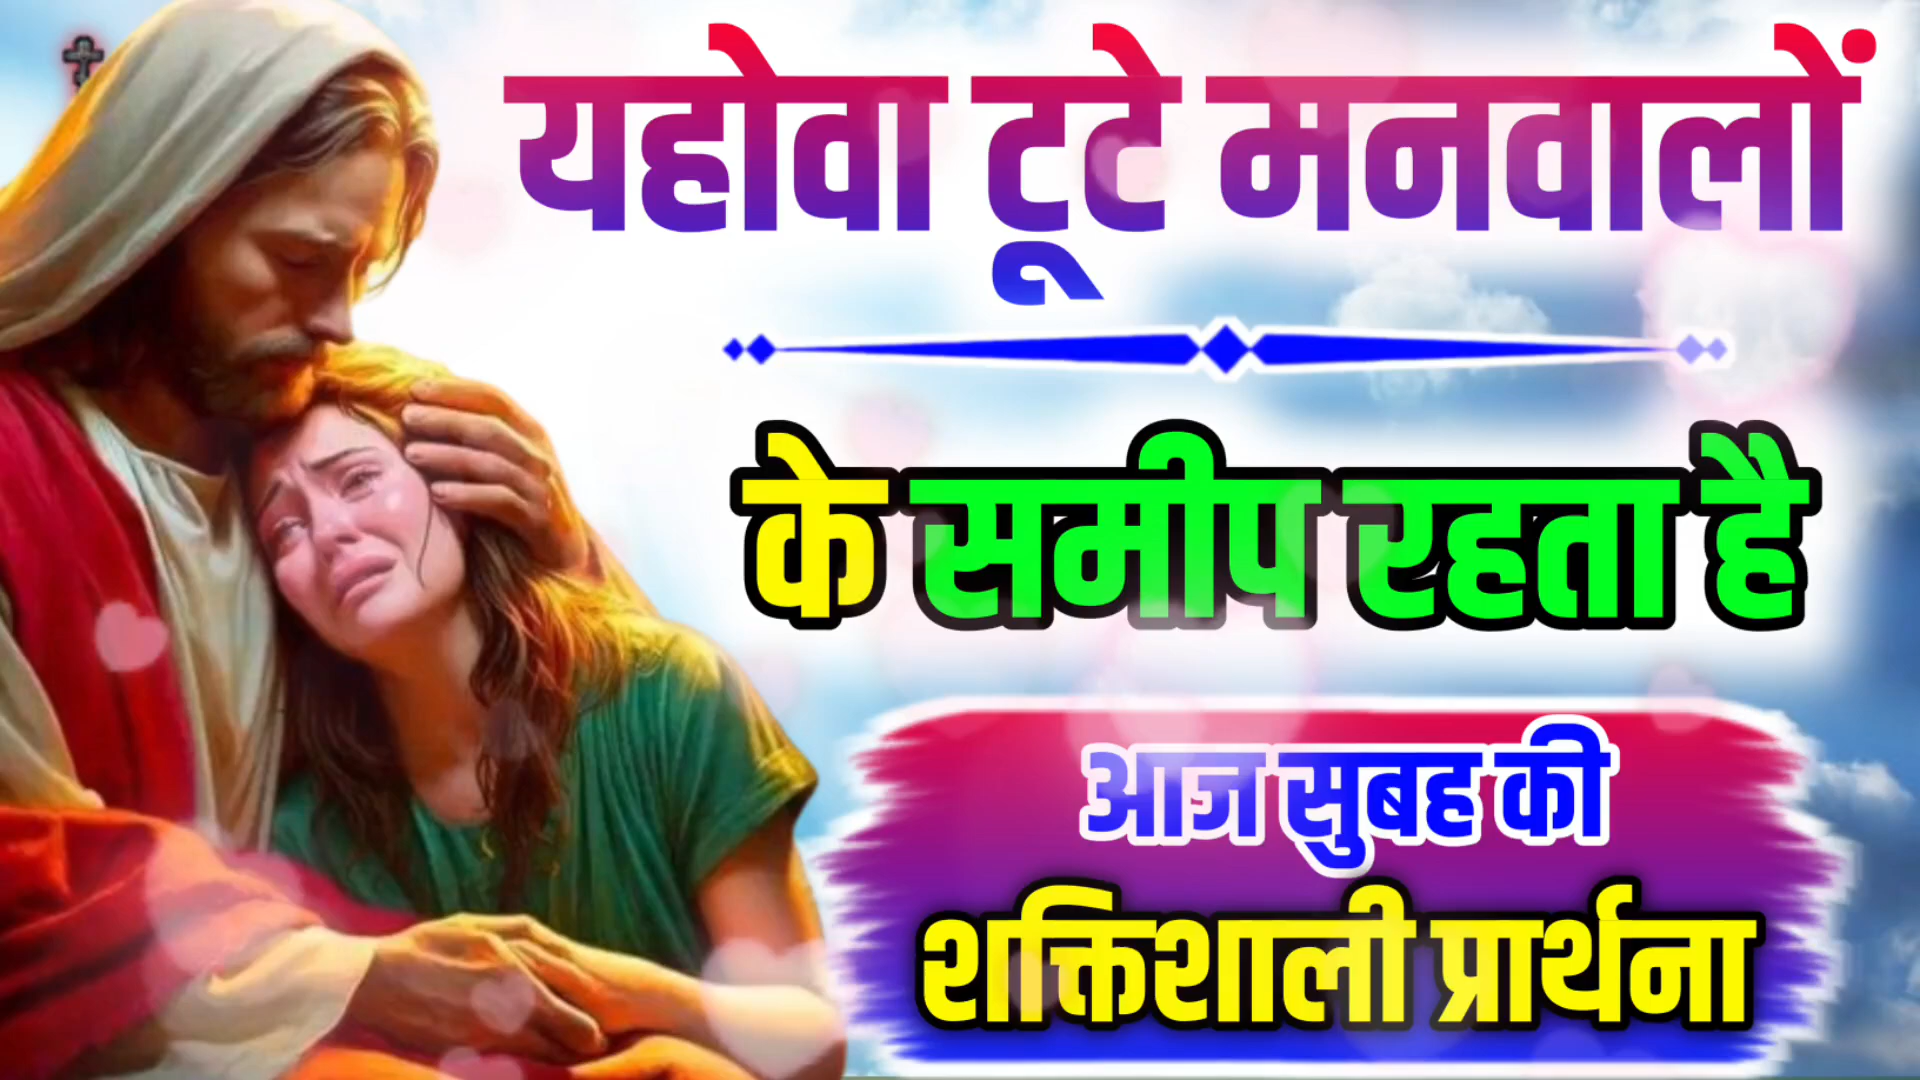 यहोवा टूटे मनवालों
के समीप रहता है
आज सुबह की
शक्तिशाली प्रार्थना